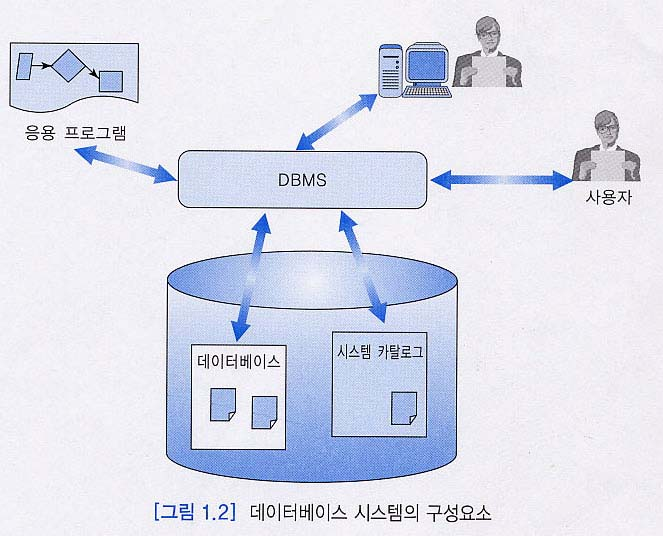 응용 프로그램
DBMS
사용자
데이터베이스
시스템 카탈로그
[그림 1.2] 데이터베이스 시스템의 구성요소